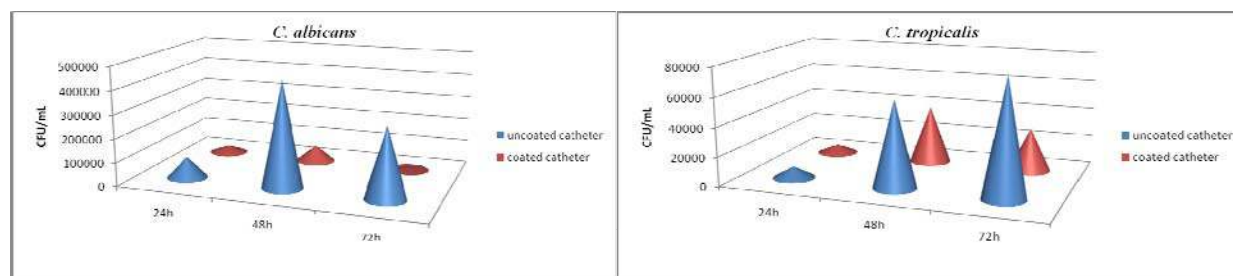 C. albicans
500000
400000
300000
200000
100000
0
CFU/mL
24h
48h
72h
uncoated catheter
coated catheter
C. tropicalis
80000
60000
40000
20000
0
CFU/mL
24h
48h
72h
uncoated catheter
coated catheter